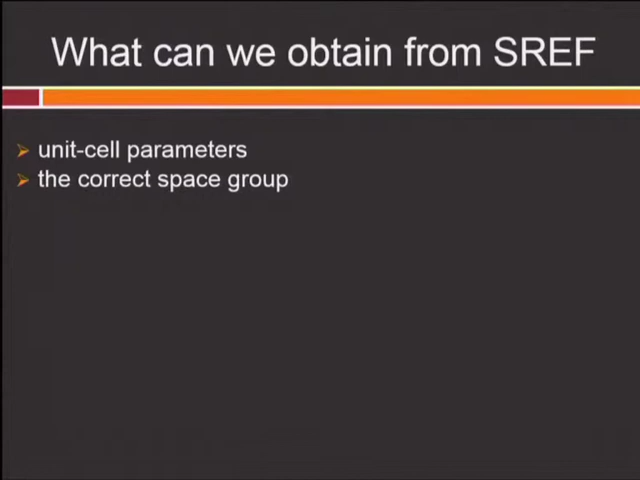 What can we obtain from SREF
unit-cell parameters
the correct space group